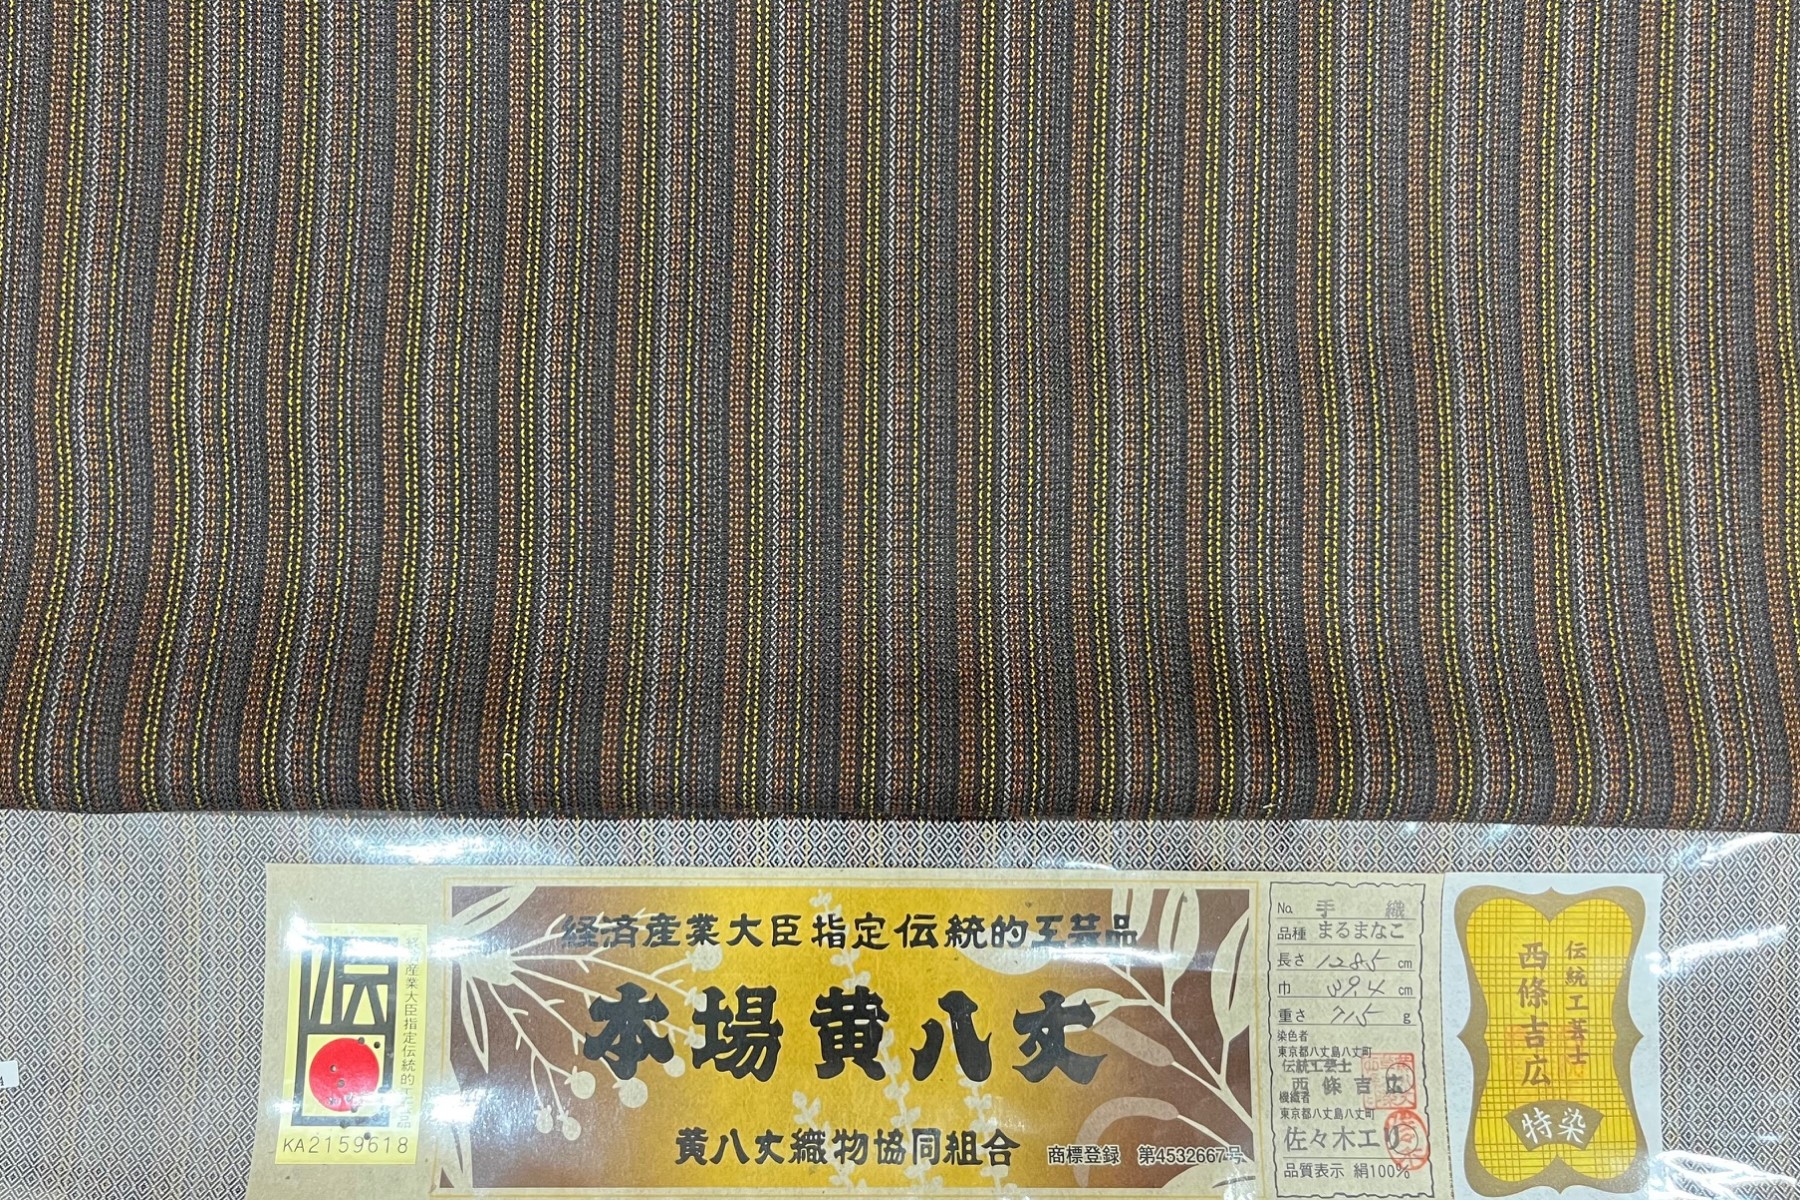 伝
経済産業大臣指定伝統的工芸品
KA2159618
経済産業大臣指定伝統的工芸品
本場黄八丈
黄八丈織物協同組合 商標登録 第4532667号
No. 手織
品種 まるまなこ
長さ 1285 cm
巾 39.4 cm
重さ 715 g
染色者
東京都八丈島八丈町
伝統工芸士
西條吉広
機織者
東京都八丈島八丈町
佐々木エリ
品質表示 絹100%
伝統工芸士
西條吉広
特染